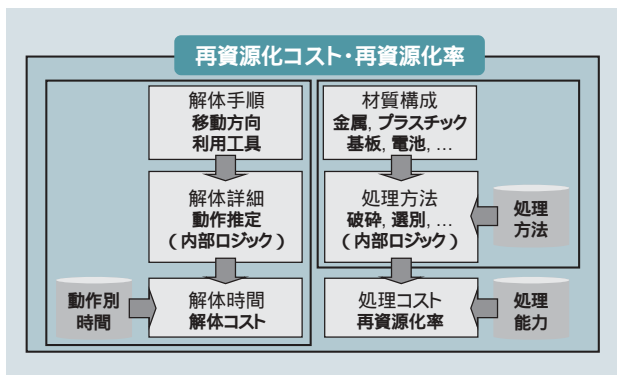 再資源化コスト・再資源化率
解体手順
移動方向
利用工具
解体詳細
動作推定
(内部ロジック)
動作別
時間
解体時間
解体コスト
材質構成
金属, プラスチック
基板, 電池, …
処理方法
破砕, 選別, …
(内部ロジック)
処理
方法
処理コスト
再資源化率
処理
能力